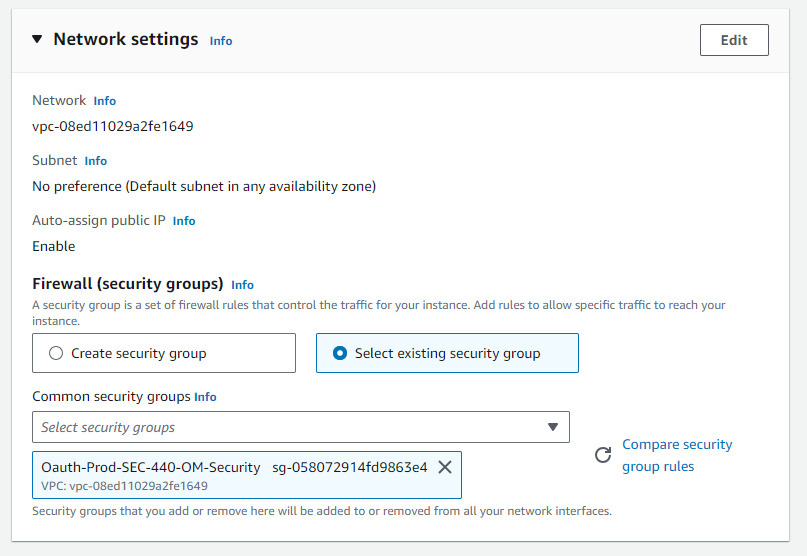 Network settings Info
Edit
Network Info
vpc-08ed11029a2fe1649
Subnet Info
No preference (Default subnet in any availability zone)
Auto-assign public IP Info
Enable
Firewall (security groups) Info
A security group is a set of firewall rules that control the traffic for your instance. Add rules to allow specific traffic to reach your
instance.
Create security group
Select existing security group
Common security groups Info
Select security groups
Oauth-Prod-SEC-440-OM-Security sg-058072914fd9863e4
VPC: vpc-08ed11029a2fe1649
Compare security
group rules
Security groups that you add or remove here will be added to or removed from all your network interfaces.